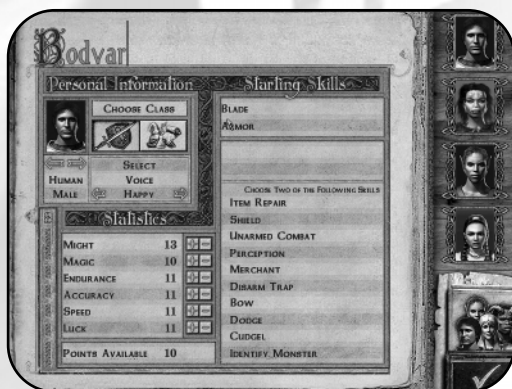 Bodvar
Personal Information
Choose Class
Select
Human
Voice
Male
Happy
Statistics
Might 13
Magic 10
Endurance 11
Accuracy 11
Speed 11
Luck 11
Points Available 10
Starting Skills
Blade
Armor
Choose Two of the Following Skills
Item Repair
Shield
Unarmed Combat
Perception
Merchant
Disarm Trap
Bow
Dodge
Cudgel
Identify Monster